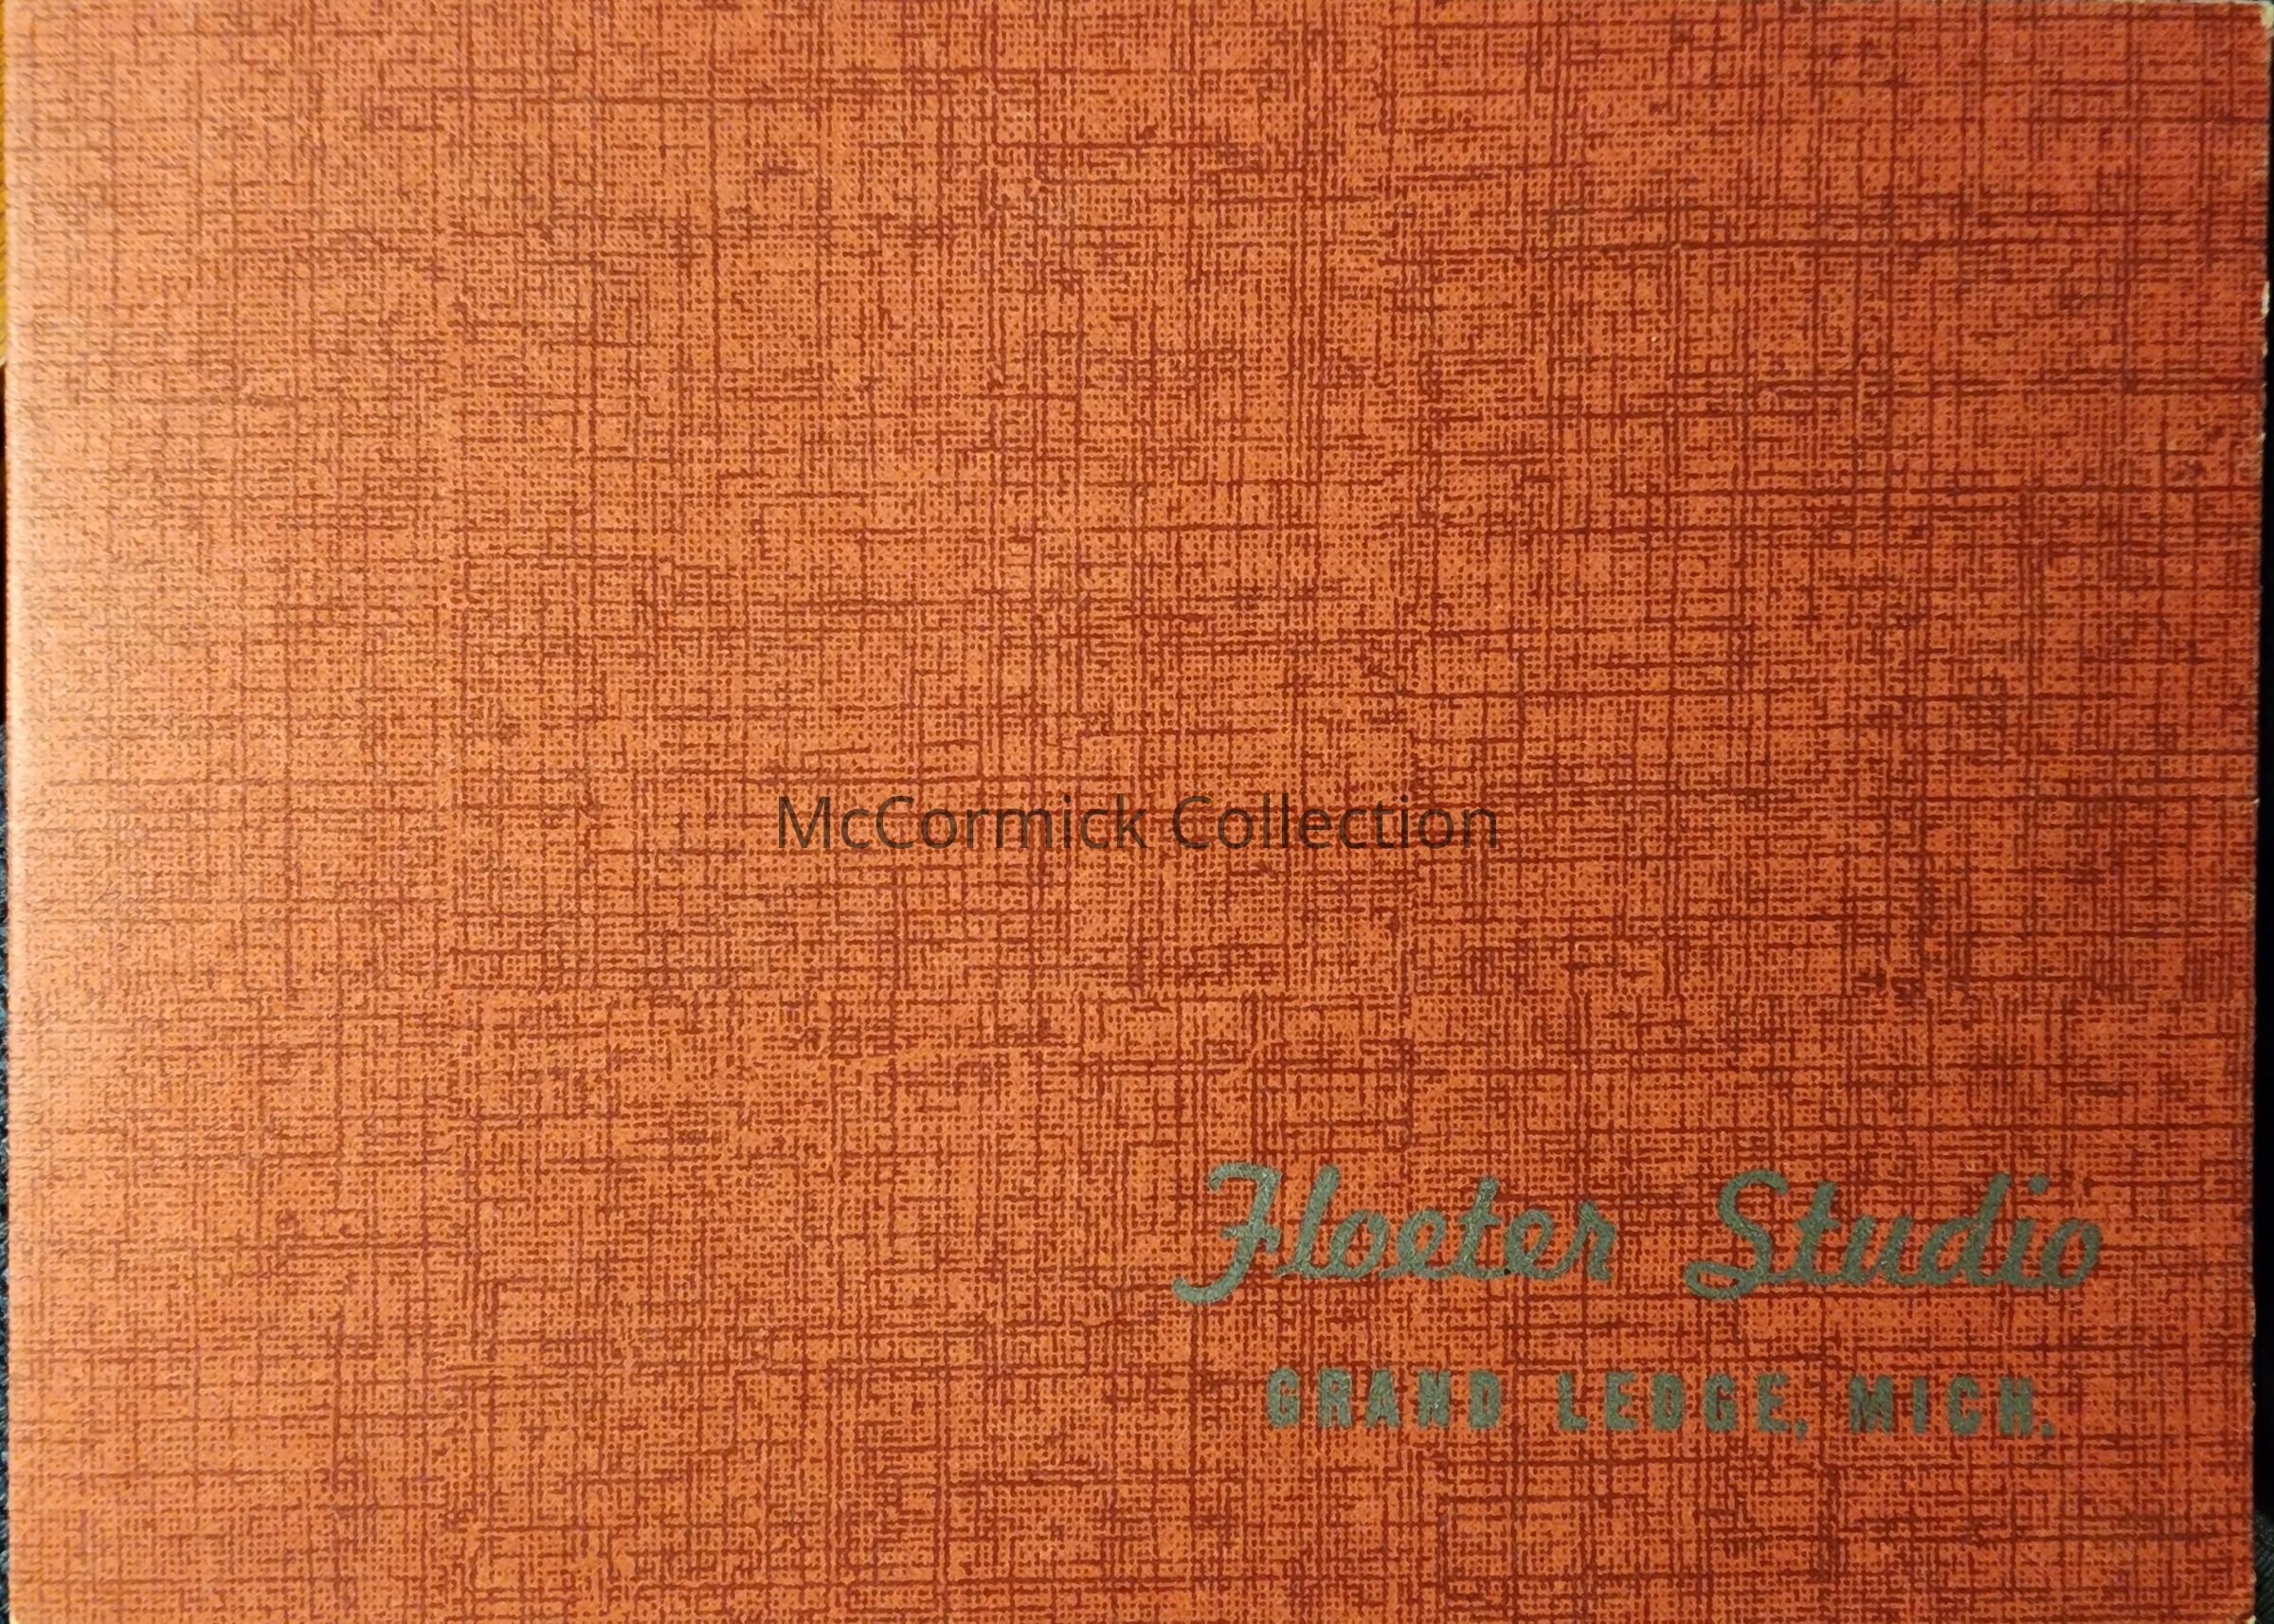 McCormick Collection
Floeter Studio
GRAND LEDGE, MICH.